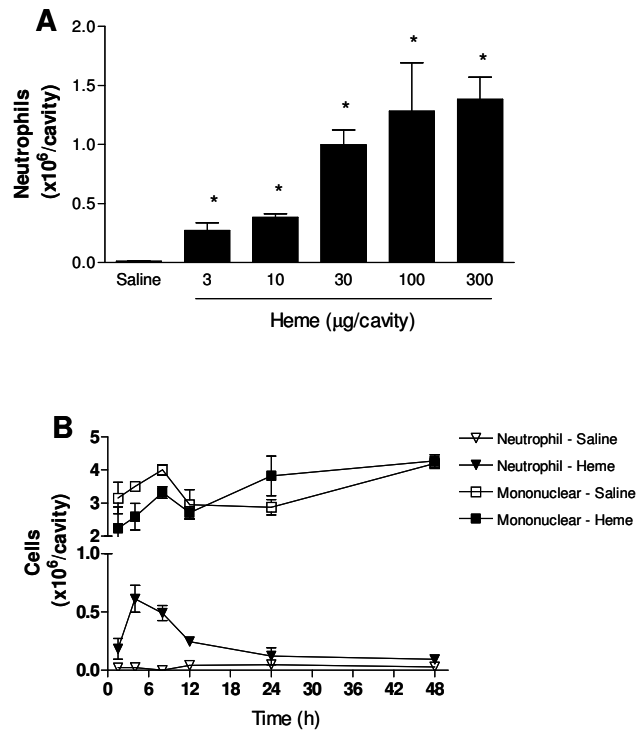 A
2.0
1.5
1.0
0.5
0.0
Neutrophils
(x10⁶/cavity)
* * * * *
Saline 3 10 30 100 300
Heme (μg/cavity)
B
5
4
3
2
1.0
0.5
0.0
Cells
(x10⁶/cavity)
0 6 12 18 24 30 36 42 48
Time (h)
Neutrophil - Saline
Neutrophil - Heme
Mononuclear - Saline
Mononuclear - Heme